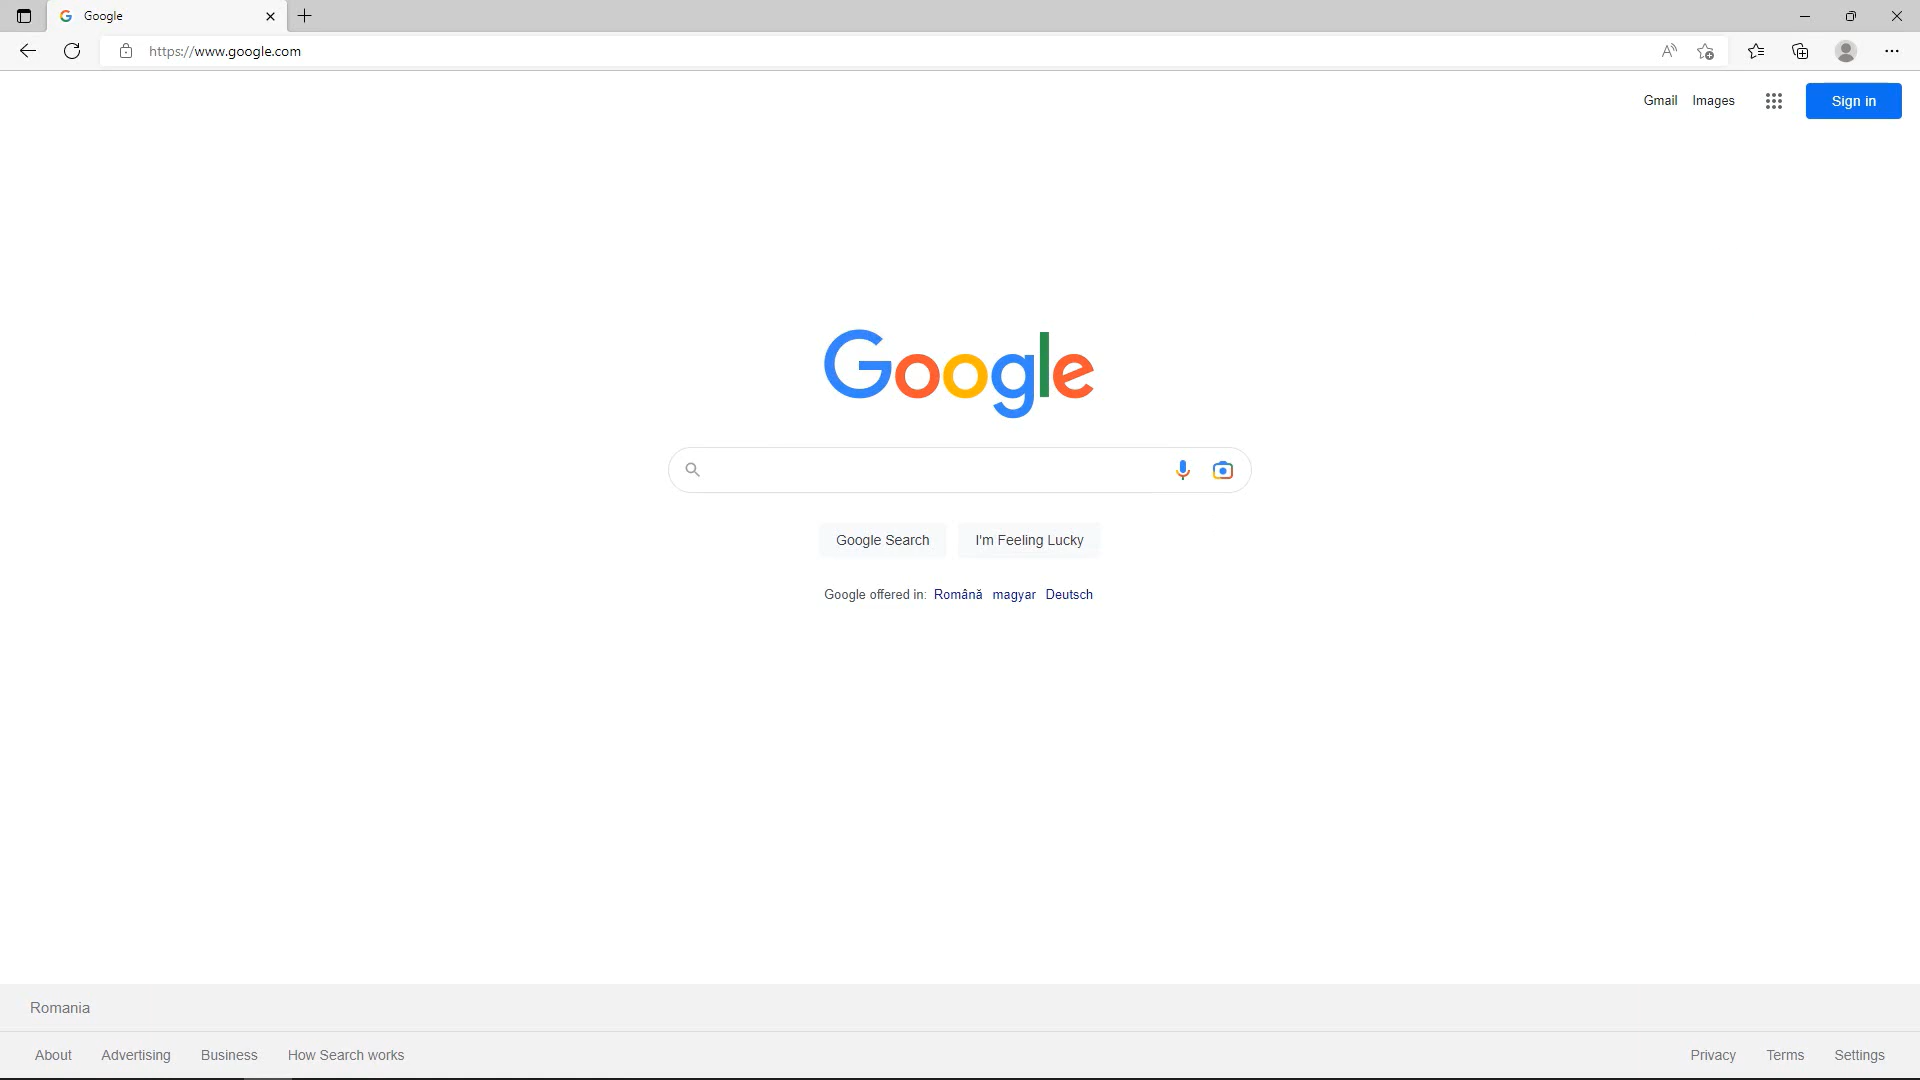 Google
https://www.google.com
Gmail Images Sign in
Google
Google Search I'm Feeling Lucky
Google offered in: Română magyar Deutsch
Romania
About Advertising Business How Search works Privacy Terms Settings